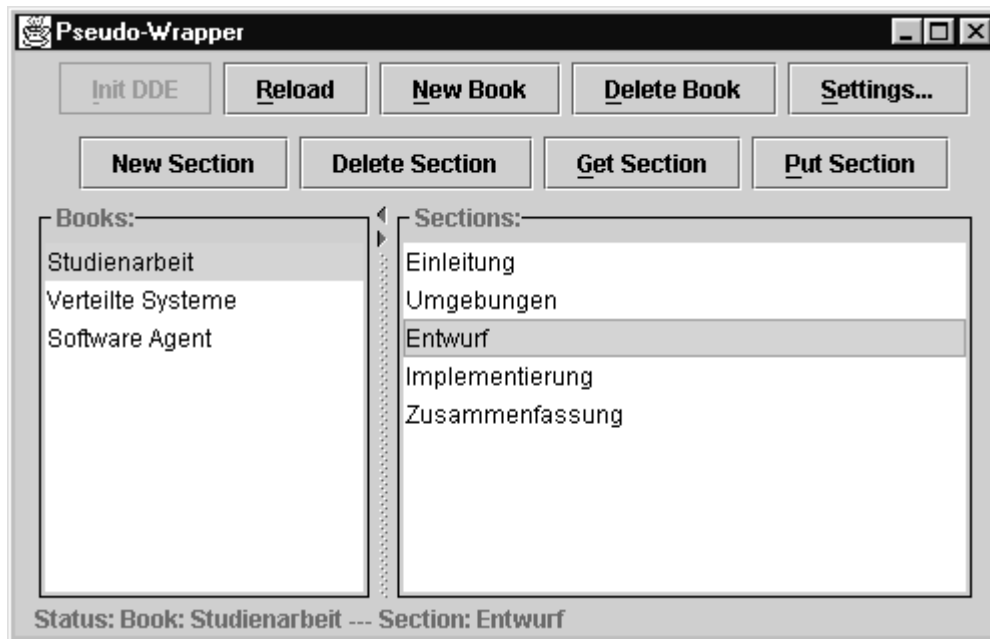 Pseudo-Wrapper
Init DDE Reload New Book Delete Book Settings...
New Section Delete Section Get Section Put Section
Books:
Studienarbeit
Verteilte Systeme
Software Agent
Sections:
Einleitung
Umgebungen
Entwurf
Implementierung
Zusammenfassung
Status: Book: Studienarbeit --- Section: Entwurf